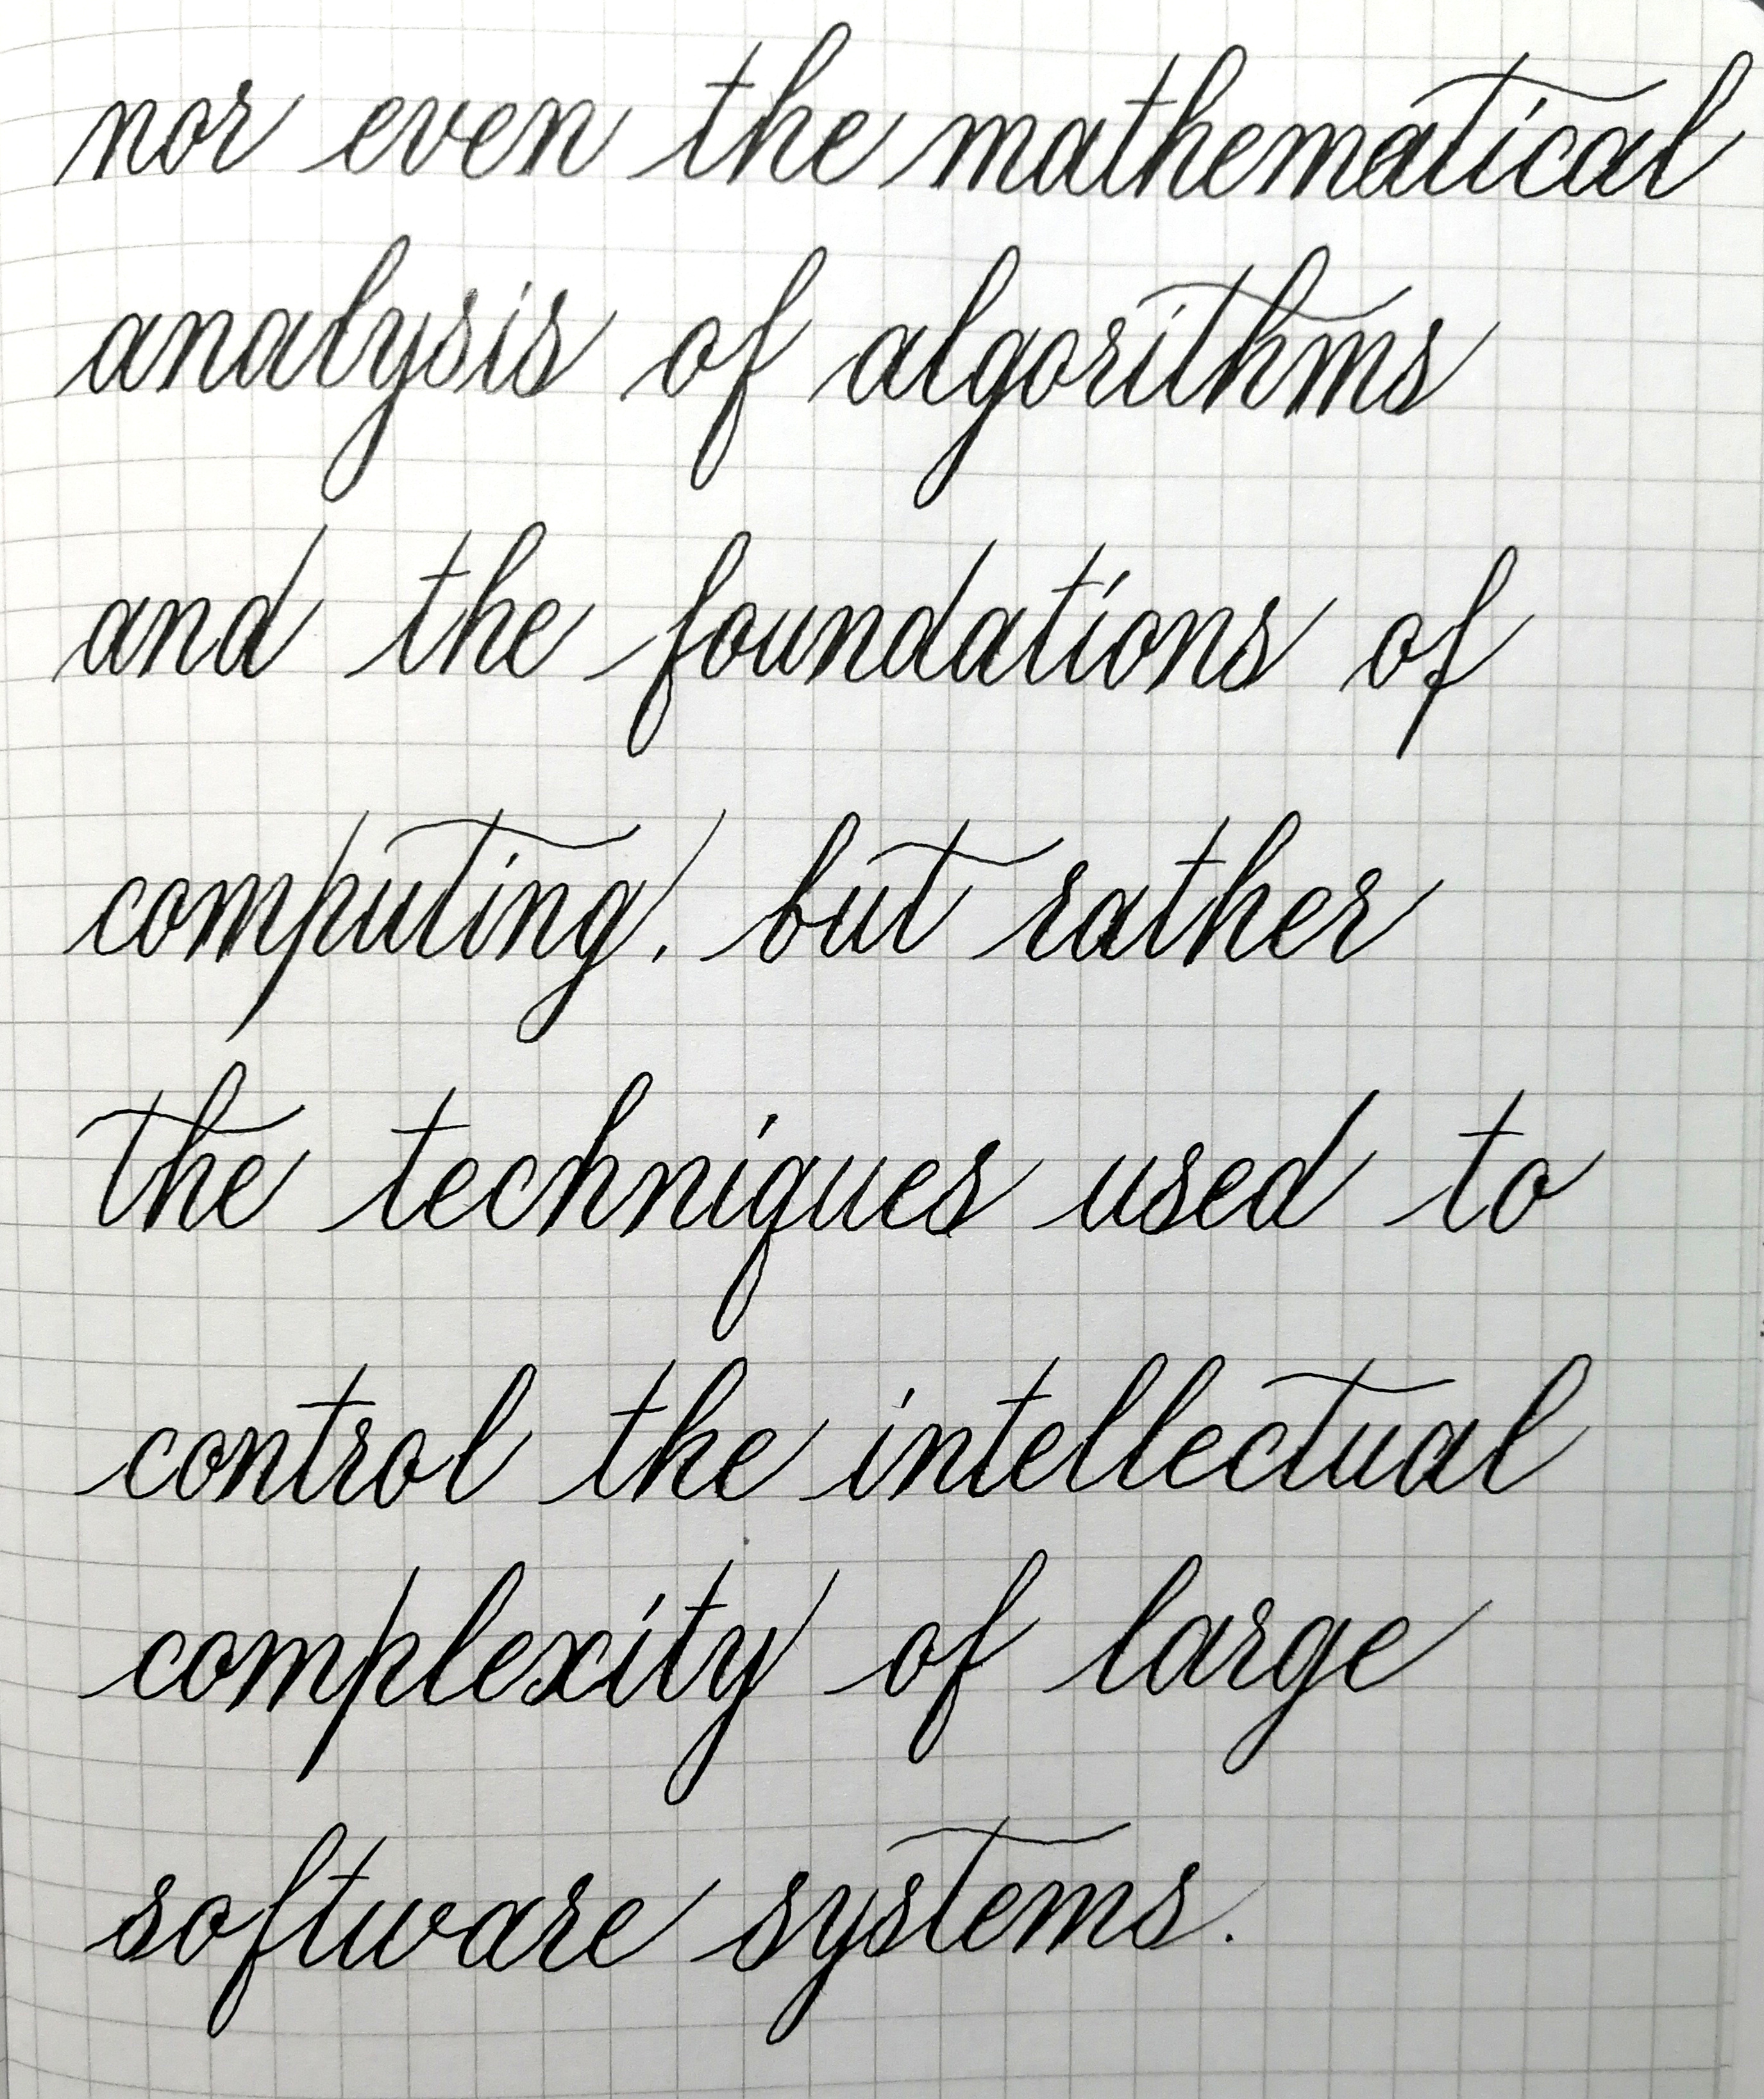 nor even the mathematical
analysis of algorithms
and the foundations of
computing, but rather
the techniques used to
control the intellectual
complexity of large
software systems.